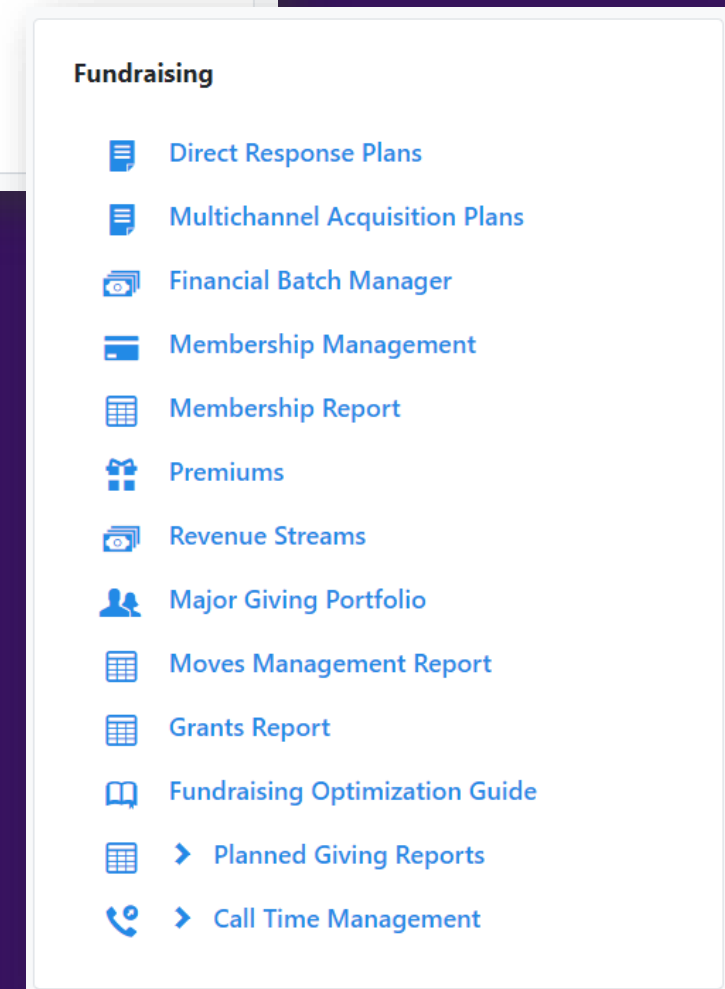 Fundraising
Direct Response Plans
Multichannel Acquisition Plans
Financial Batch Manager
Membership Management
Membership Report
Premiums
Revenue Streams
Major Giving Portfolio
Moves Management Report
Grants Report
Fundraising Optimization Guide
Planned Giving Reports
Call Time Management